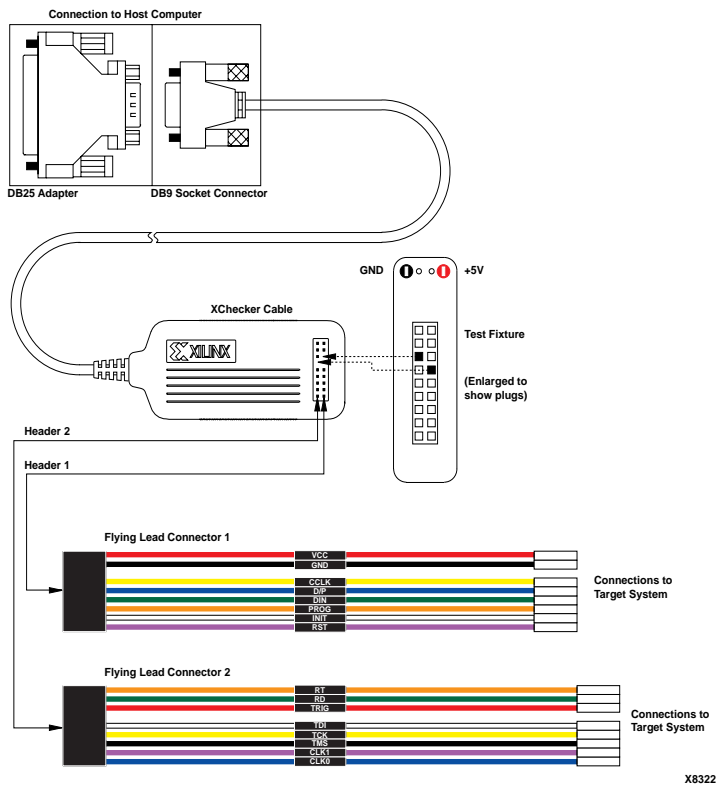 Connection to Host Computer
DB25 Adapter
DB9 Socket Connector
GND
+5V
XChecker Cable
Test Fixture
XILINX
(Enlarged to
show plugs)
Header 2
Header 1
Flying Lead Connector 1
VCC
GND
CCLK
D/P
DIN
PROG
INIT
RST
Connections to
Target System
Flying Lead Connector 2
RT
RD
TRIG
TDI
TCK
TMS
CLK1
CLK0
Connections to
Target System
X8322